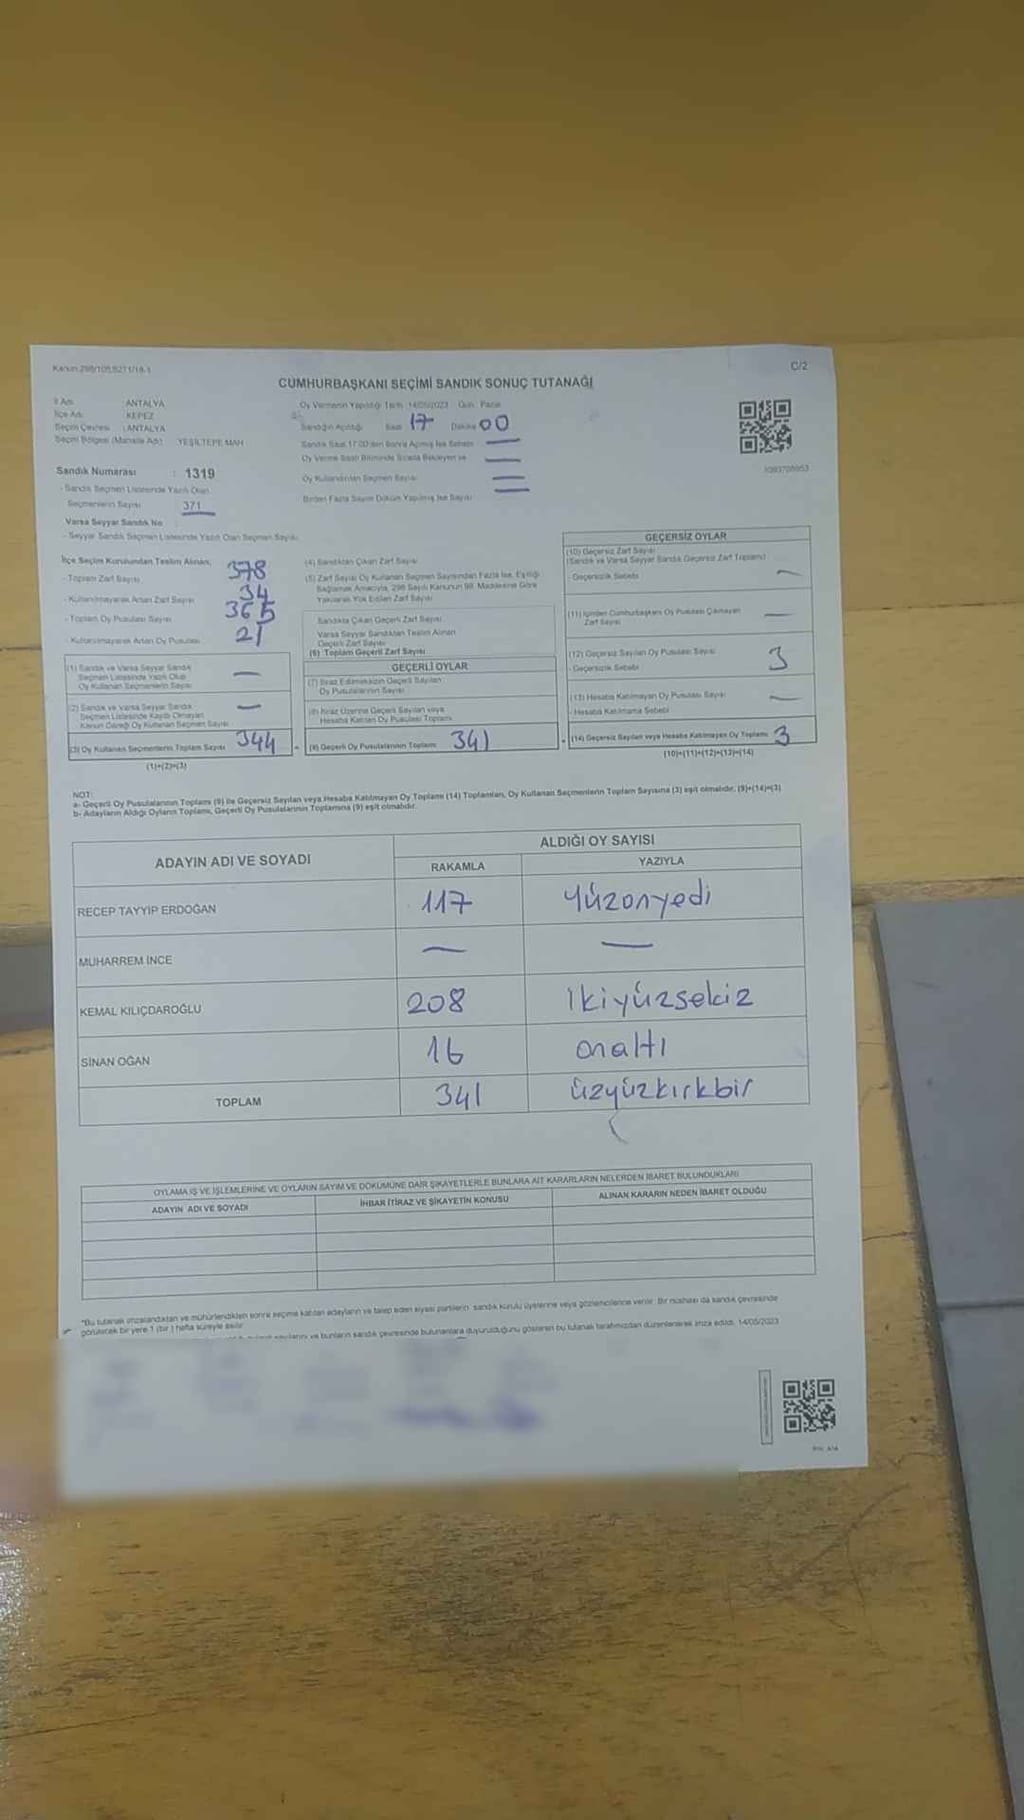 Kanun 298/105,6271/18-1
C/2
CUMHURBAŞKANI SEÇİMİ SANDIK SONUÇ TUTANAĞI
İl Adı ANTALYA
İlçe Adı KEPEZ
Seçim Çevresi : ANTALYA
Seçim Bölgesi (Mahalle Adı) YEŞİLTEPE MAH
Sandık Numarası : 1319
- Sandık Seçmen Listesinde Yazılı Olan
Seçmenlerin Sayısı 371
Varsa Seyyar Sandık No
- Seyyar Sandık Seçmen Listesinde Yazılı Olan Seçmen Sayısı
Oy Vermenin Yapıldığı Tarih 14/05/2023 Gün: Pazar
Sandığın Açıldığı Saat 17 Dakika 00
Sandık Saat 17:00'den Sonra Açılmış İse Sebebi —
Oy Verme Saati Bitiminde Sırada Bekleyen ve —
Oy Kullandırılan Seçmen Sayısı —
Birden Fazla Sayım Döküm Yapılmış İse Sayısı —
İlçe Seçim Kurulundan Teslim Alınan;
- Toplam Zarf Sayısı 378
- Kullanılmayarak Artan Zarf Sayısı 34
- Toplam Oy Pusulası Sayısı 365
- Kullanılmayarak Artan Oy Pusulası 21
(1) Sandık ve Varsa Seyyar Sandık
Seçmen Listesinde Yazılı Olup
Oy Kullanan Seçmenlerin Sayısı —
(2) Sandık ve Varsa Seyyar Sandık
Seçmen Listesinde Kayıtlı Olmayan
Kanun Gereği Oy Kullanan Seçmen Sayısı —
(3) Oy Kullanan Seçmenlerin Toplam Sayısı 344
(1)+(2)=(3)
(4) Sandıktan Çıkan Zarf Sayısı
(5) Zarf Sayısı Oy Kullanan Seçmen Sayısından Fazla İse, Eşitliği
Sağlamak Amacıyla, 298 Sayılı Kanunun 98. Maddesine Göre
Yakılarak Yok Edilen Zarf Sayısı
Sandıkta Çıkan Geçerli Zarf Sayısı
Varsa Seyyar Sandıktan Teslim Alınan
Geçerli Zarf Sayısı
(6) Toplam Geçerli Zarf Sayısı
GEÇERLİ OYLAR
(7) İtiraz Edilmeksizin Geçerli Sayılan
Oy Pusulalarının Sayısı
(8) İtiraz Üzerine Geçerli Sayılan veya
Hesaba Katılan Oy Pusulası Toplamı
(9) Geçerli Oy Pusulalarının Toplamı 341
GEÇERSİZ OYLAR
(10) Geçersiz Zarf Sayısı
(Sandık ve Varsa Seyyar Sandık Geçersiz Zarf Toplamı)
- Geçersizlik Sebebi —
(11) İçinden Cumhurbaşkanı Oy Pusulası Çıkmayan
Zarf Sayısı —
(12) Geçersiz Sayılan Oy Pusulası Sayısı 3
- Geçersizlik Sebebi
(13) Hesaba Katılmayan Oy Pusulası Sayısı —
- Hesaba Katılmama Sebebi
(14) Geçersiz Sayılan veya Hesaba Katılmayan Oy Toplamı 3
(10)+(11)+(12)+(13)=(14)
NOT:
a- Geçerli Oy Pusulalarının Toplamı (9) ile Geçersiz Sayılan veya Hesaba Katılmayan Oy Toplamı (14) Toplamları, Oy Kullanan Seçmenlerin Toplam Sayısına (3) eşit olmalıdır. (9)+(14)=(3)
b- Adayların Aldığı Oyların Toplamı, Geçerli Oy Pusulalarının Toplamına (9) eşit olmalıdır.
ADAYIN ADI VE SOYADI
ALDIĞI OY SAYISI
RAKAMLA YAZIYLA
RECEP TAYYİP ERDOĞAN 117 Yüzonyedi
MUHARREM İNCE — —
KEMAL KILIÇDAROĞLU 208 İkiyüzsekiz
SİNAN OĞAN 16 onaltı
TOPLAM 341 üzyüzkırkbir
OYLAMA İŞ VE İŞLEMLERİNE VE OYLARIN SAYIM VE DÖKÜMÜNE DAİR ŞİKAYETLERLE BUNLARA AİT KARARLARIN NELERDEN İBARET BULUNDUKLARI
ADAYIN ADI VE SOYADI İHBAR İTİRAZ VE ŞİKAYETİN KONUSU ALINAN KARARIN NEDEN İBARET OLDUĞU
*Bu tutanak imzalandıktan ve mühürlendikten sonra seçime katılan adayların ve talep eden siyasi partilerin sandık kurulu üyelerine veya gözlemcilerine verilir. Bir nüshası da sandık çevresinde
görülecek bir yere 1 (bir) hafta süreyle asılır.
ve bunların sandık çevresinde bulunanlara duyurulduğunu gösteren bu tutanak tarafımızdan düzenlenerek imza edildi. 14/05/2023